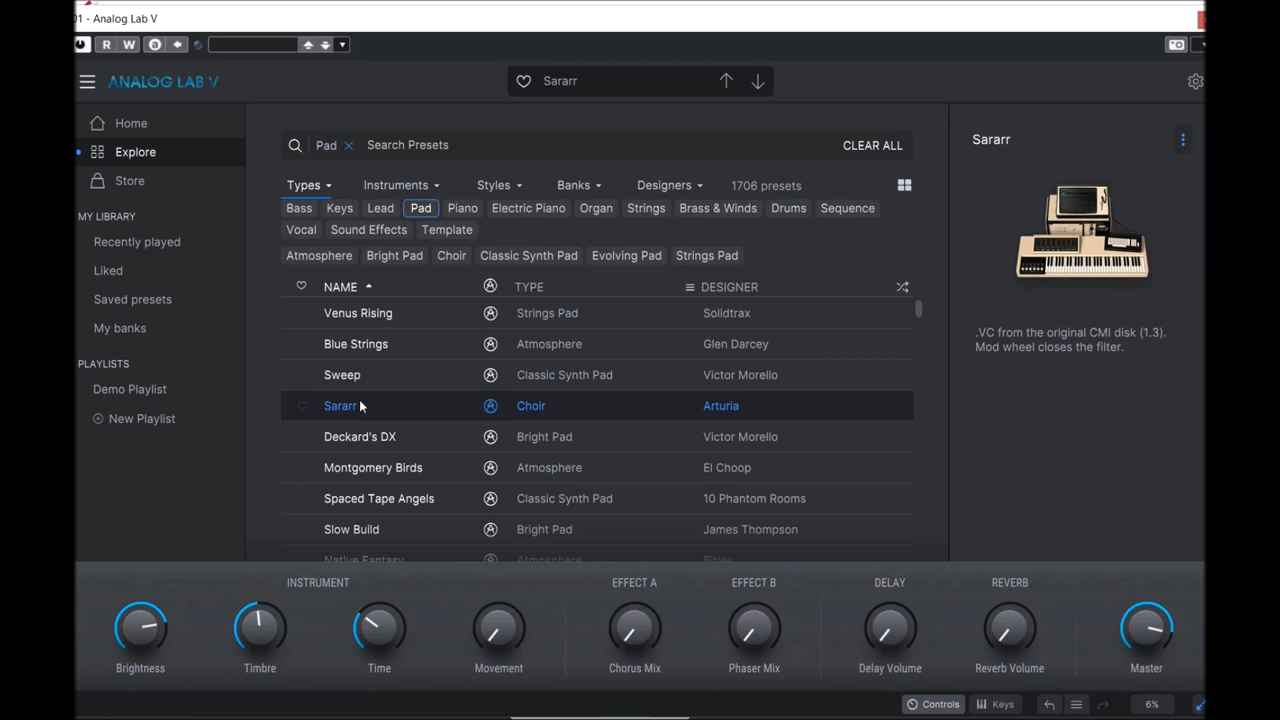 01 - Analog Lab V
R W
ANALOG LAB V
Sararr
Home
Explore
Store
MY LIBRARY
Recently played
Liked
Saved presets
My banks
PLAYLISTS
Demo Playlist
New Playlist
Pad Search Presets CLEAR ALL
Types Instruments Styles Banks Designers 1706 presets
Bass Keys Lead Pad Piano Electric Piano Organ Strings Brass & Winds Drums Sequence
Vocal Sound Effects Template
Atmosphere Bright Pad Choir Classic Synth Pad Evolving Pad Strings Pad
NAME TYPE DESIGNER
Venus Rising Strings Pad Solidtrax
Blue Strings Atmosphere Glen Darcey
Sweep Classic Synth Pad Victor Morello
Sararr Choir Arturia
Deckard's DX Bright Pad Victor Morello
Montgomery Birds Atmosphere El Choop
Spaced Tape Angels Classic Synth Pad 10 Phantom Rooms
Slow Build Bright Pad James Thompson
Native Fantasy Atmosphere
Sararr
.VC from the original CMI disk (1.3).
Mod wheel closes the filter.
INSTRUMENT EFFECT A EFFECT B DELAY REVERB
Brightness Timbre Time Movement Chorus Mix Phaser Mix Delay Volume Reverb Volume Master
Controls Keys 6%